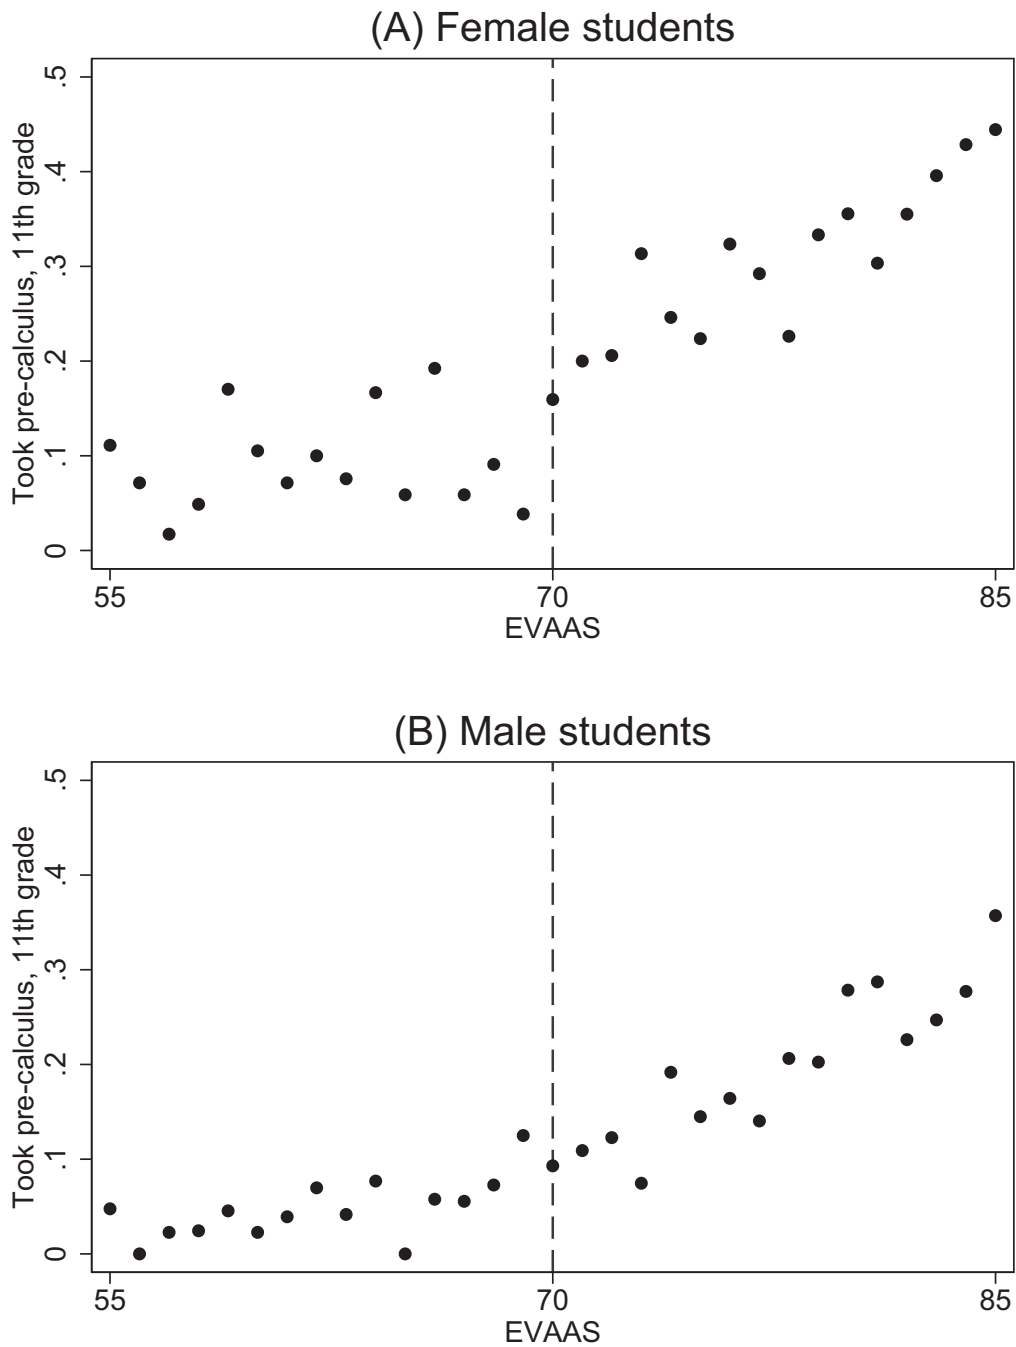 (A) Female students
Took pre-calculus, 11th grade
.5
.4
.3
.2
.1
0
55 70 85
EVAAS
(B) Male students
Took pre-calculus, 11th grade
.5
.4
.3
.2
.1
0
55 70 85
EVAAS